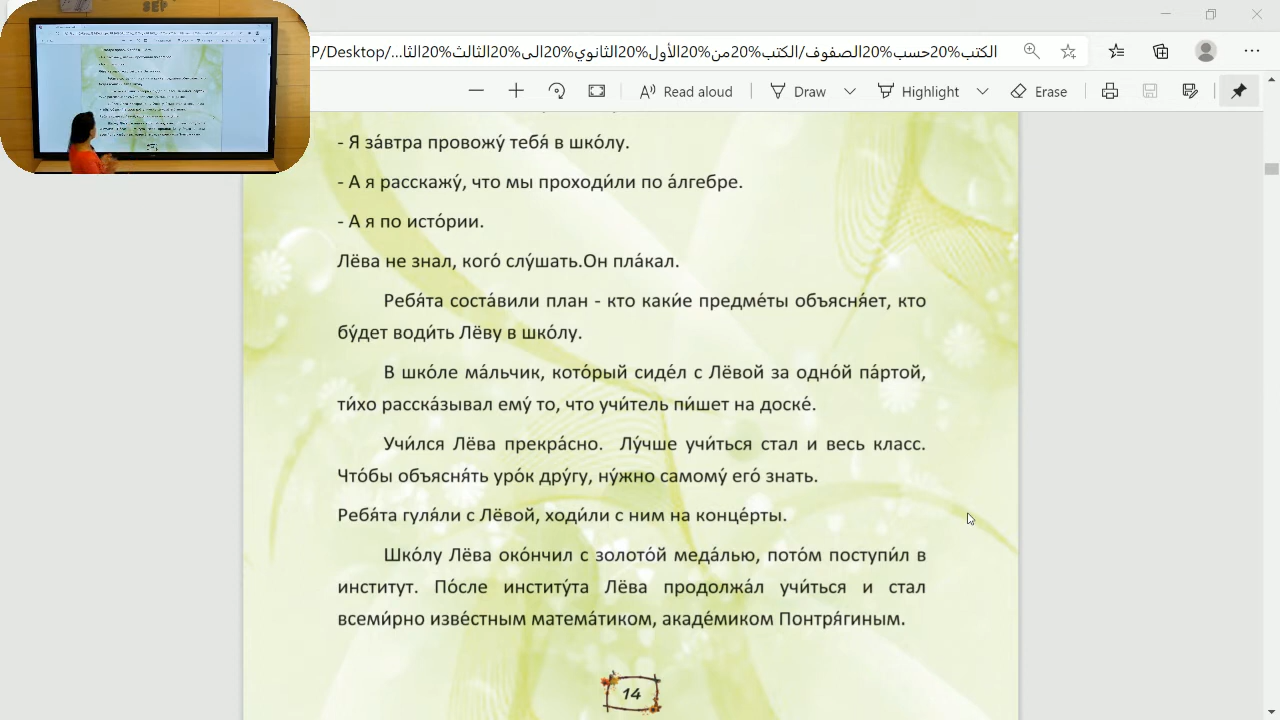 SEP
الكتب%20حسب%20الصفوف/الكتب%20من%20الأول%20الثانوي%20الى%20الثالث%20الثا...P/Desktop/
Read aloud
Draw
Highlight
Erase
- Я за́втра провожу́ тебя́ в шко́лу.
- А я расскажу́, что мы проходи́ли по а́лгебре.
- А я по исто́рии.
Лёва не знал, кого́ слу́шать.Он пла́кал.
Ребя́та соста́вили план - кто каки́е предме́ты объясня́ет, кто
бу́дет води́ть Лёву в шко́лу.
В шко́ле ма́льчик, кото́рый сиде́л с Лёвой за одно́й па́ртой,
ти́хо расска́зывал ему́ то, что учи́тель пи́шет на доске́.
Учи́лся Лёва прекра́сно. Лу́чше учи́ться стал и весь класс.
Что́бы объясня́ть уро́к дру́гу, ну́жно самому́ его́ знать.
Ребя́та гуля́ли с Лёвой, ходи́ли с ним на конце́рты.
Шко́лу Лёва око́нчил с золото́й меда́лью, пото́м поступи́л в
институт. По́сле институ́та Лёва продолжа́л учи́ться и стал
всеми́рно изве́стным матема́тиком, акаде́миком Понтря́гиным.
14